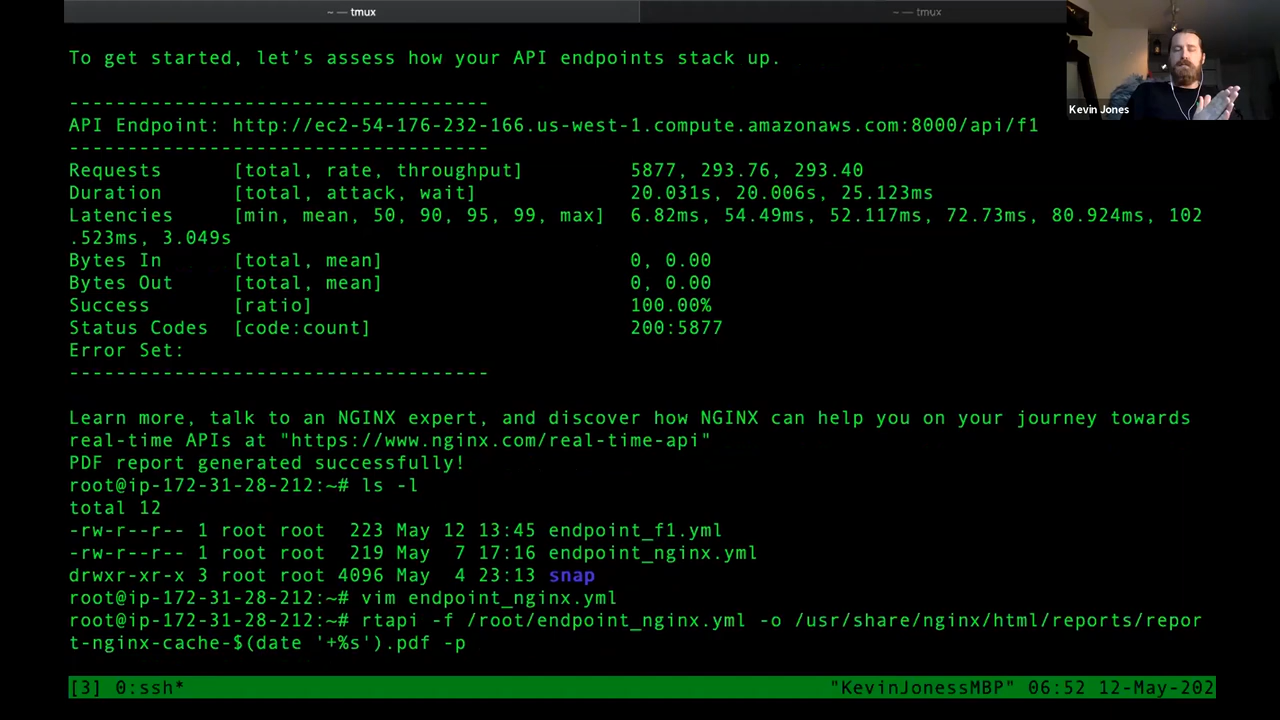 ~ — tmux
~ — tmux
To get started, let's assess how your API endpoints stack up.
------------------------------------
API Endpoint: http://ec2-54-176-232-166.us-west-1.compute.amazonaws.com:8000/api/f1
------------------------------------
Requests [total, rate, throughput] 5877, 293.76, 293.40
Duration [total, attack, wait] 20.031s, 20.006s, 25.123ms
Latencies [min, mean, 50, 90, 95, 99, max] 6.82ms, 54.49ms, 52.117ms, 72.73ms, 80.924ms, 102
.523ms, 3.049s
Bytes In [total, mean] 0, 0.00
Bytes Out [total, mean] 0, 0.00
Success [ratio] 100.00%
Status Codes [code:count] 200:5877
Error Set:
------------------------------------
Learn more, talk to an NGINX expert, and discover how NGINX can help you on your journey towards
real-time APIs at "https://www.nginx.com/real-time-api"
PDF report generated successfully!
root@ip-172-31-28-212:~# ls -l
total 12
-rw-r--r-- 1 root root 223 May 12 13:45 endpoint_f1.yml
-rw-r--r-- 1 root root 219 May 7 17:16 endpoint_nginx.yml
drwxr-xr-x 3 root root 4096 May 4 23:13 snap
root@ip-172-31-28-212:~# vim endpoint_nginx.yml
root@ip-172-31-28-212:~# rtapi -f /root/endpoint_nginx.yml -o /usr/share/nginx/html/reports/repor
t-nginx-cache-$(date '+%s').pdf -p
[3] 0:ssh* "KevinJonessMBP" 06:52 12-May-202
Kevin Jones